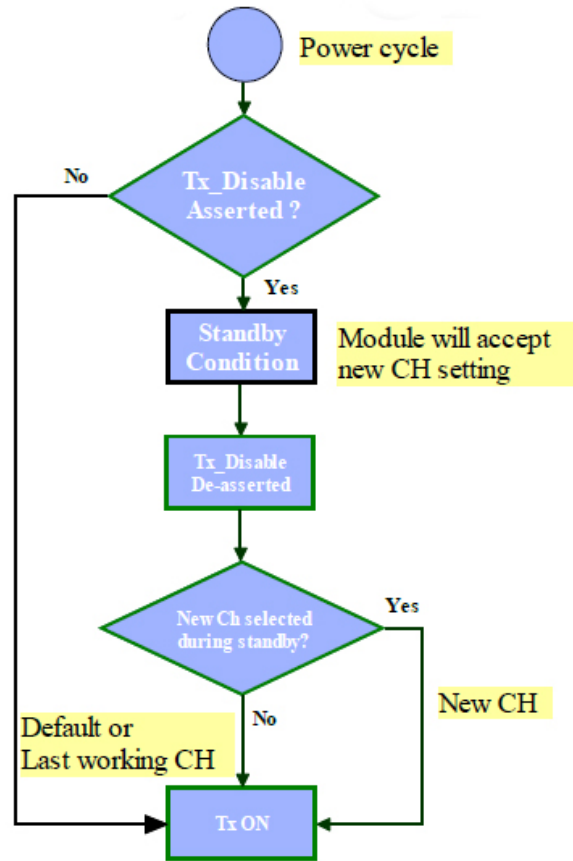 Power cycle
No
Tx_Disable
Asserted ?
Yes
Standby
Condition
Module will accept
new CH setting
Tx_Disable
De-asserted
New Ch selected
during standby?
Yes
New CH
No
Default or
Last working CH
Tx ON